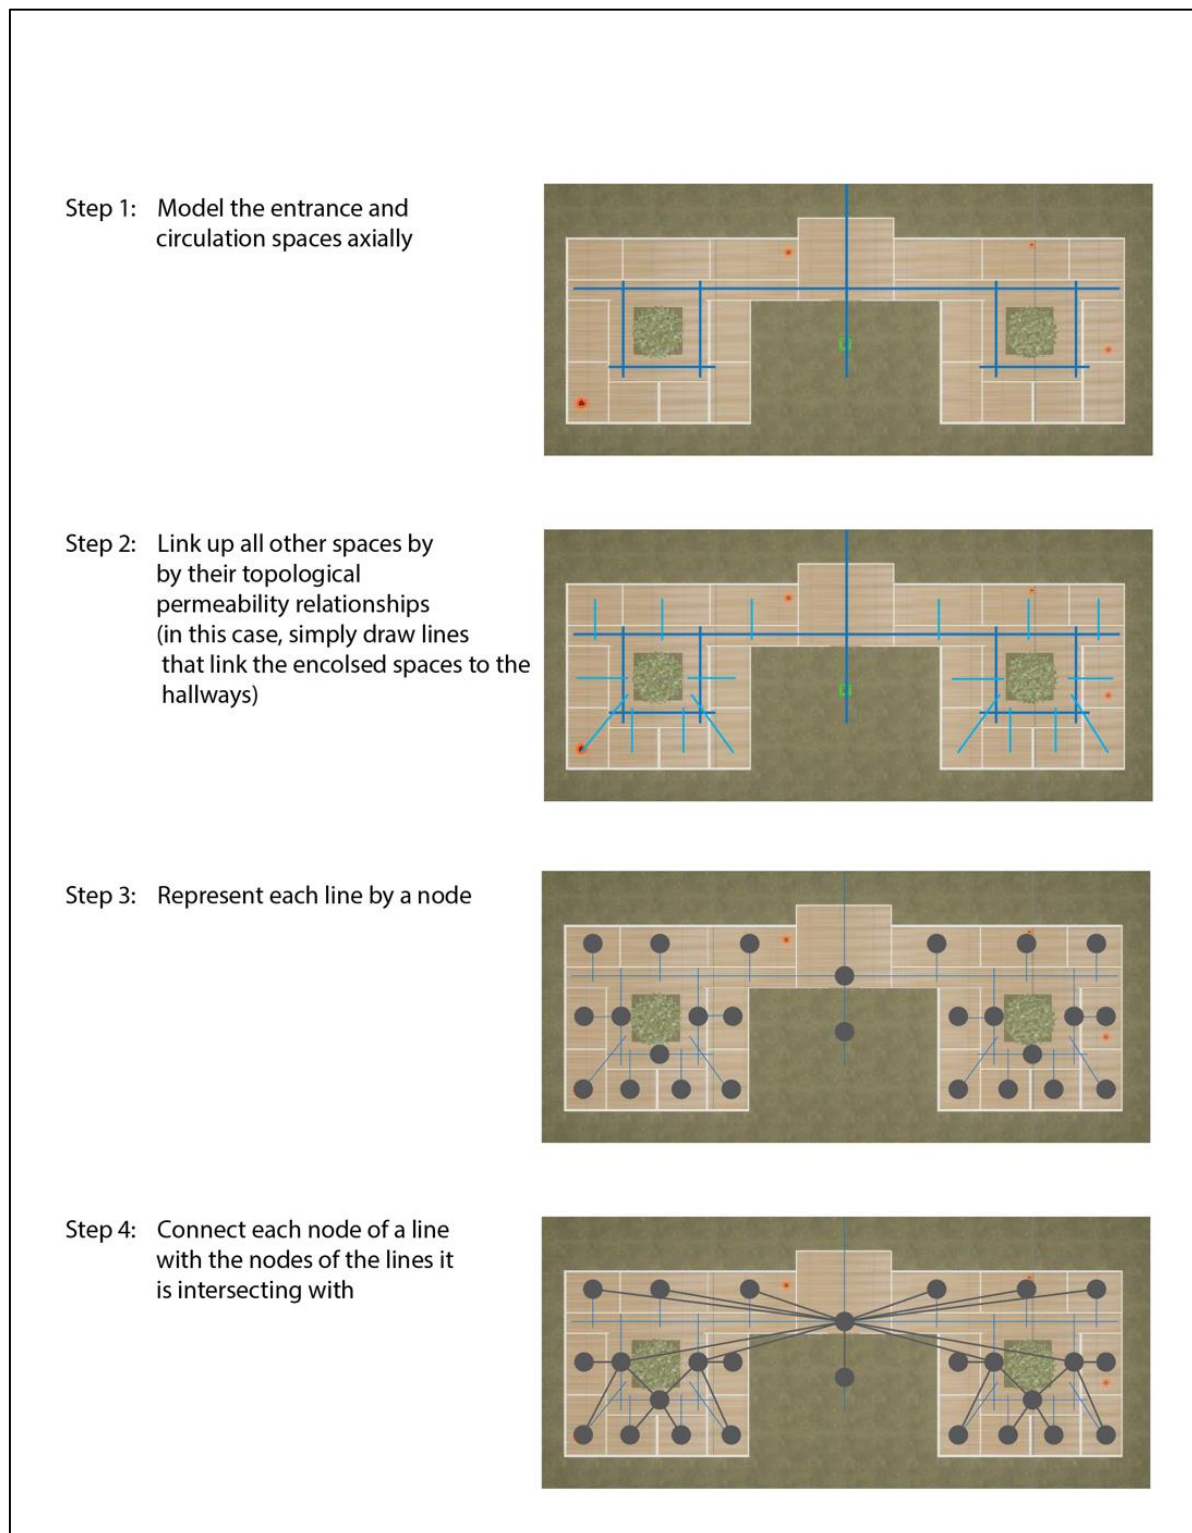 Step 1: Model the entrance and
circulation spaces axially
Step 2: Link up all other spaces by
by their topological
permeability relationships
(in this case, simply draw lines
that link the encolsed spaces to the
hallways)
Step 3: Represent each line by a node
Step 4: Connect each node of a line
with the nodes of the lines it
is intersecting with